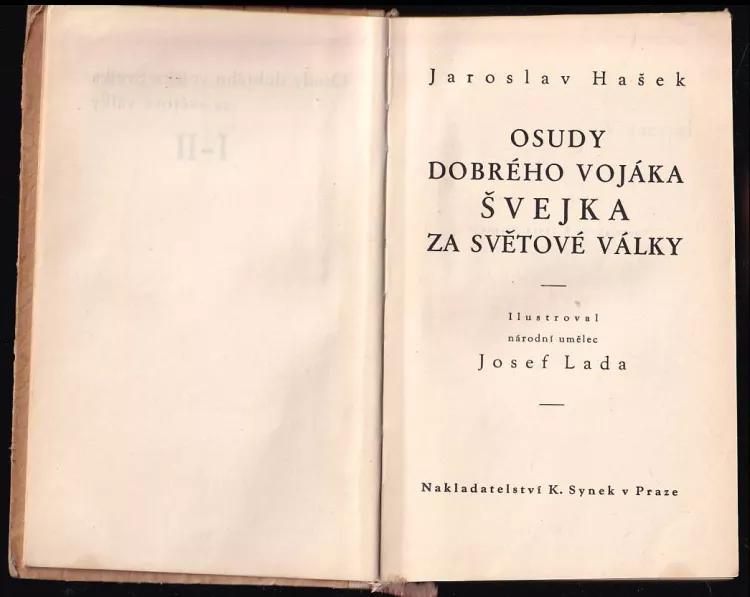 Jaroslav Hašek
OSUDY
DOBRÉHO VOJÁKA
ŠVEJKA
ZA SVĚTOVÉ VÁLKY
Ilustroval
národní umělec
Josef Lada
Nakladatelství K. Synek v Praze